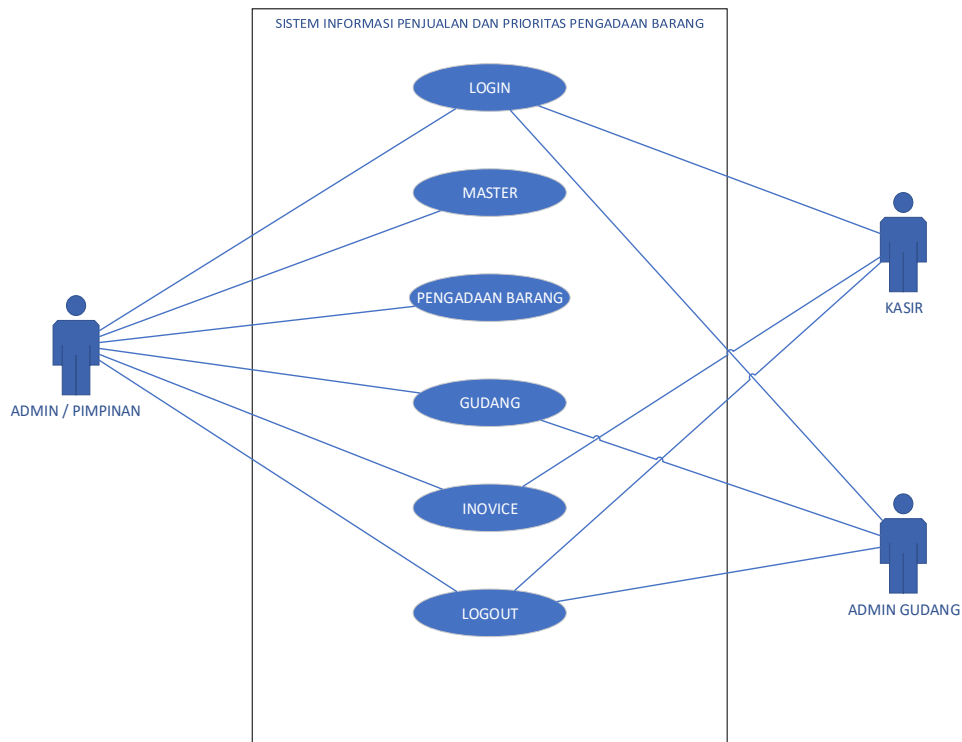 SISTEM INFORMASI PENJUALAN DAN PRIORITAS PENGADAAN BARANG
LOGIN
MASTER
PENGADAAN BARANG
GUDANG
INOVICE
LOGOUT
ADMIN / PIMPINAN
KASIR
ADMIN GUDANG